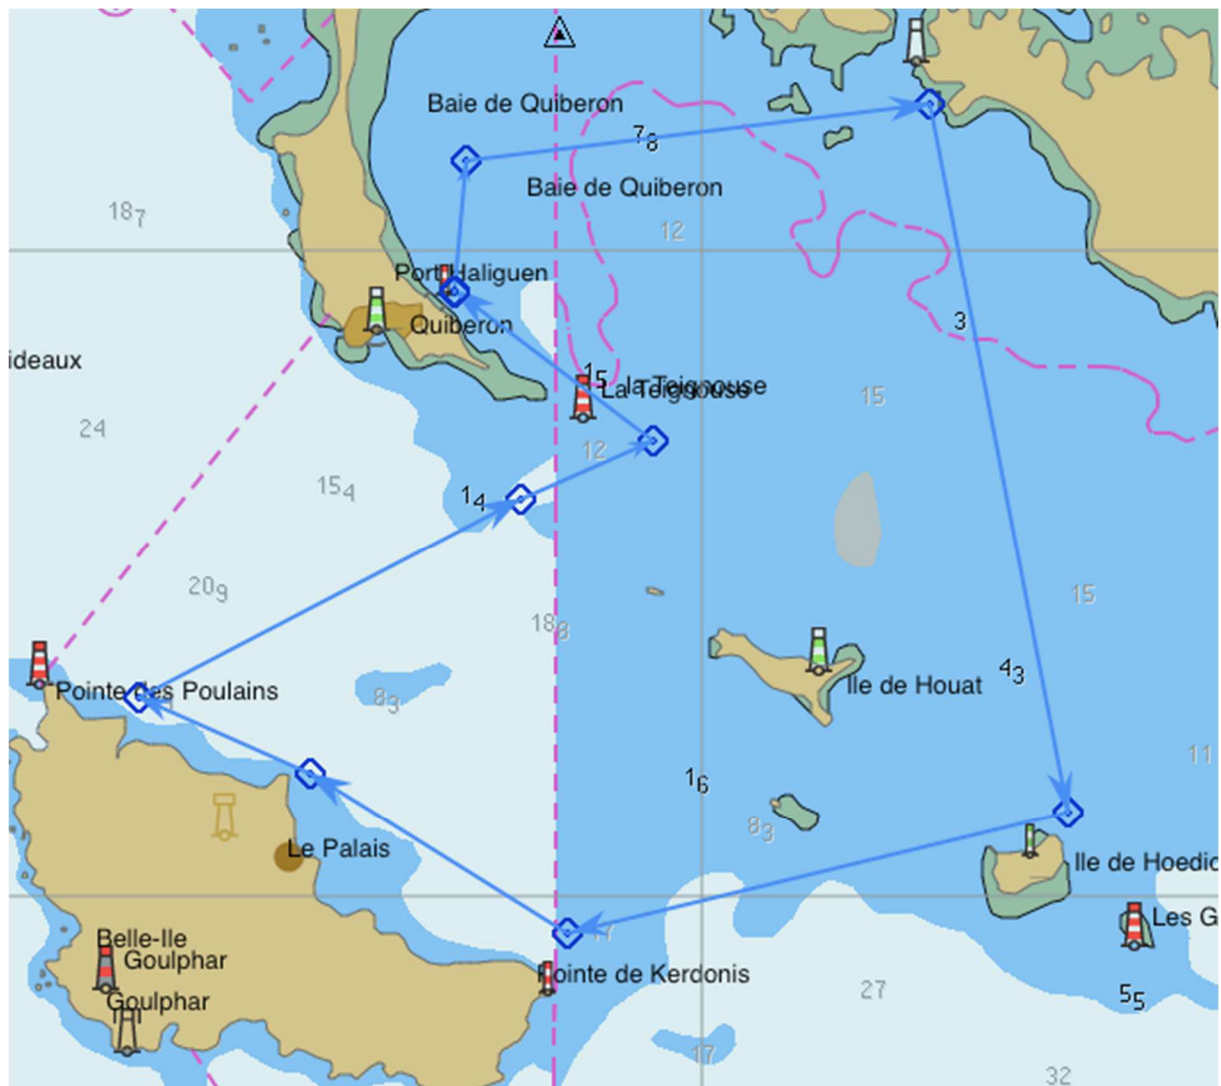 Baie de Quiberon
7₈
Baie de Quiberon
18₇
12
Port Haliguen
Quiberon
3
ideaux
1₅
la Teignouse
La Teignouse
15
24
12
15₄
1₄
20₉
15
18₈
4₃
Pointe des Poulains
Ile de Houat
8₃
11
1₆
8₃
Le Palais
Ile de Hoedic
Les G
17
Belle-Ile
Goulphar
Pointe de Kerdonis
27
5₅
Goulphar
17
32